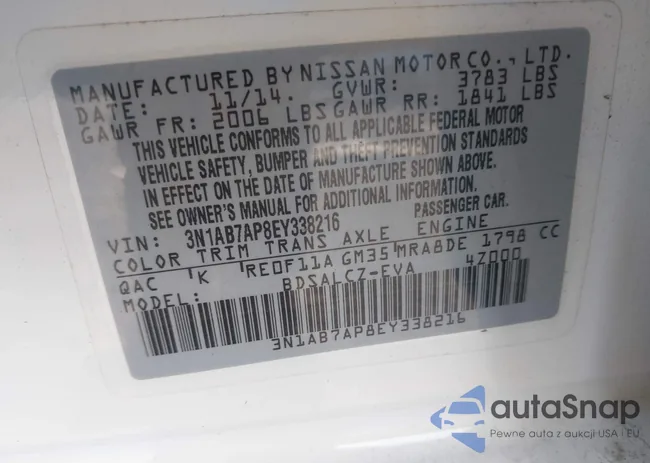 MANUFACTURED BY NISSAN MOTOR CO., LTD.
DATE: 11/14. GVWR: 3783 LBS
GAWR FR: 2006 LBS GAWR RR: 1841 LBS
THIS VEHICLE CONFORMS TO ALL APPLICABLE FEDERAL MOTOR
VEHICLE SAFETY, BUMPER AND THEFT PREVENTION STANDARDS
IN EFFECT ON THE DATE OF MANUFACTURE SHOWN ABOVE.
SEE OWNER'S MANUAL FOR ADDITIONAL INFORMATION.
VIN: 3N1AB7AP8EY338216 PASSENGER CAR.
COLOR TRIM TRANS AXLE ENGINE
QAC K RE0F11A GM35 MRA8DE 1798 CC
MODEL: BDSALCZ-EVA 4Z000
3N1AB7AP8EY338216
autoSnap
Pewne auta z aukcji USA i EU